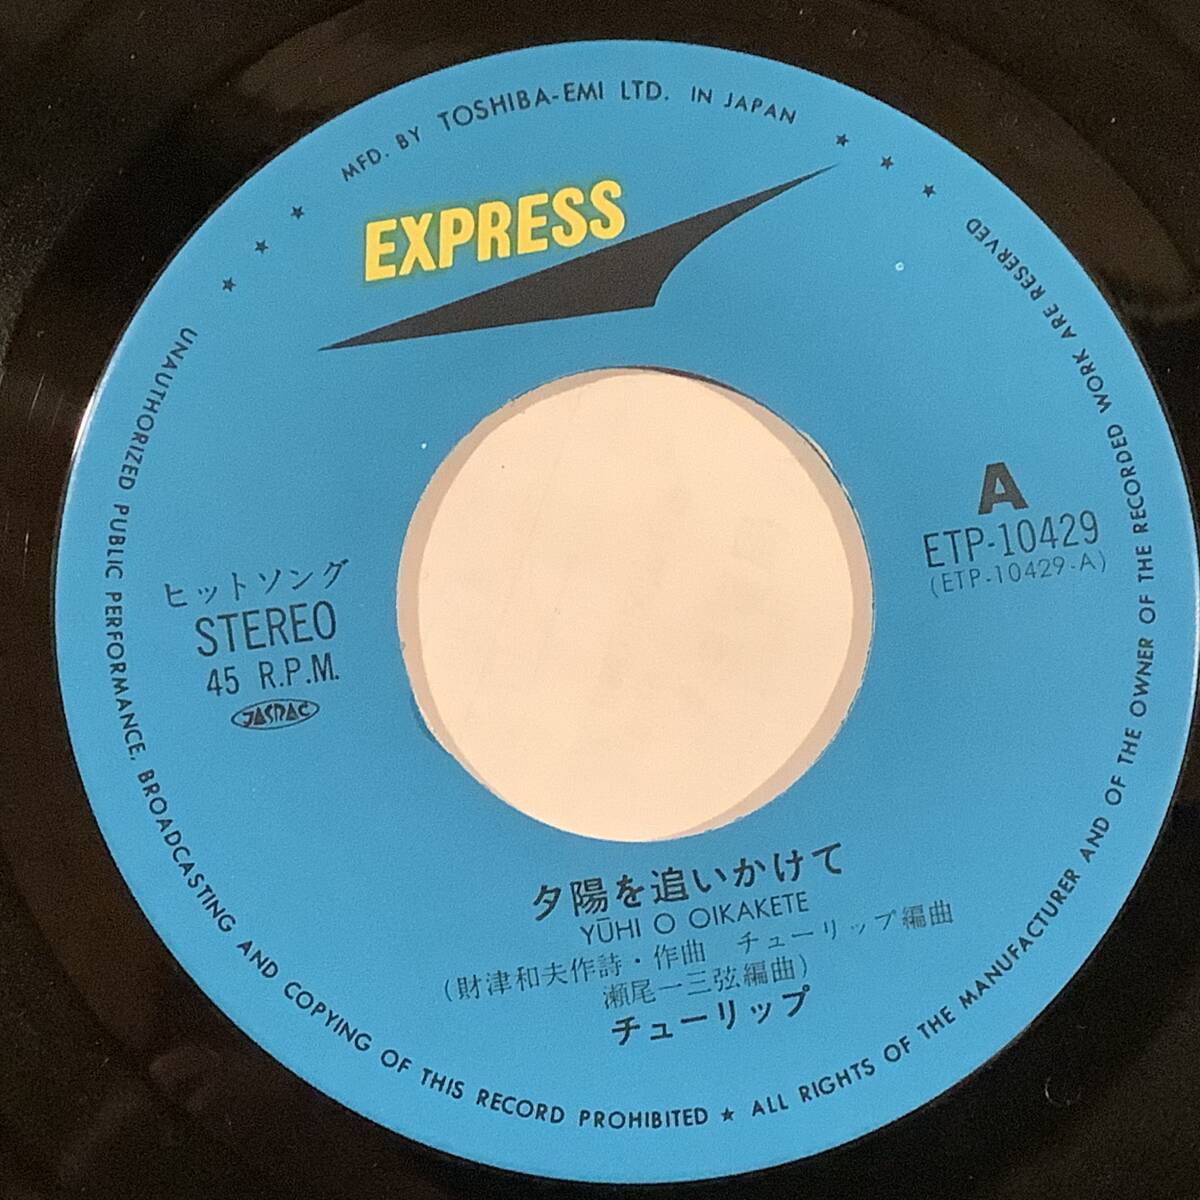 MFD. BY TOSHIBA-EMI LTD. IN JAPAN ★ ★ ★
EXPRESS
A
ETP-10429
(ETP-10429-A)
ヒットソング
STEREO
45 R.P.M.
JASRAC
夕陽を追いかけて
YŪHI O OIKAKETE
(財津和夫作詩・作曲 チューリップ編曲
瀬尾一三弦編曲)
チューリップ
★ ★ ★ UNAUTHORIZED PUBLIC PERFORMANCE, BROADCASTING AND COPYING OF THIS RECORD PROHIBITED ★ ALL RIGHTS OF THE MANUFACTURER AND OF THE OWNER OF THE RECORDED WORK ARE RESERVED